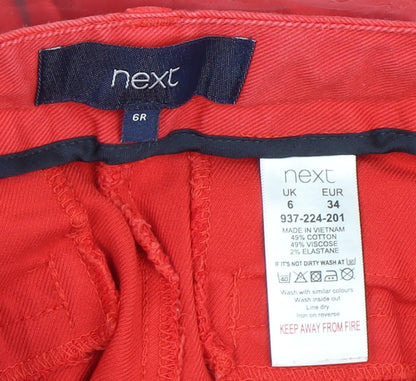 next
6R
next
UK EUR
6 34
937-224-201
MADE IN VIETNAM
49% COTTON
49% VISCOSE
2% ELASTANE
IF IT'S NOT DIRTY WASH AT 30
40
Wash with similar colours
Wash inside out
Line dry
Iron on reverse
KEEP AWAY FROM FIRE